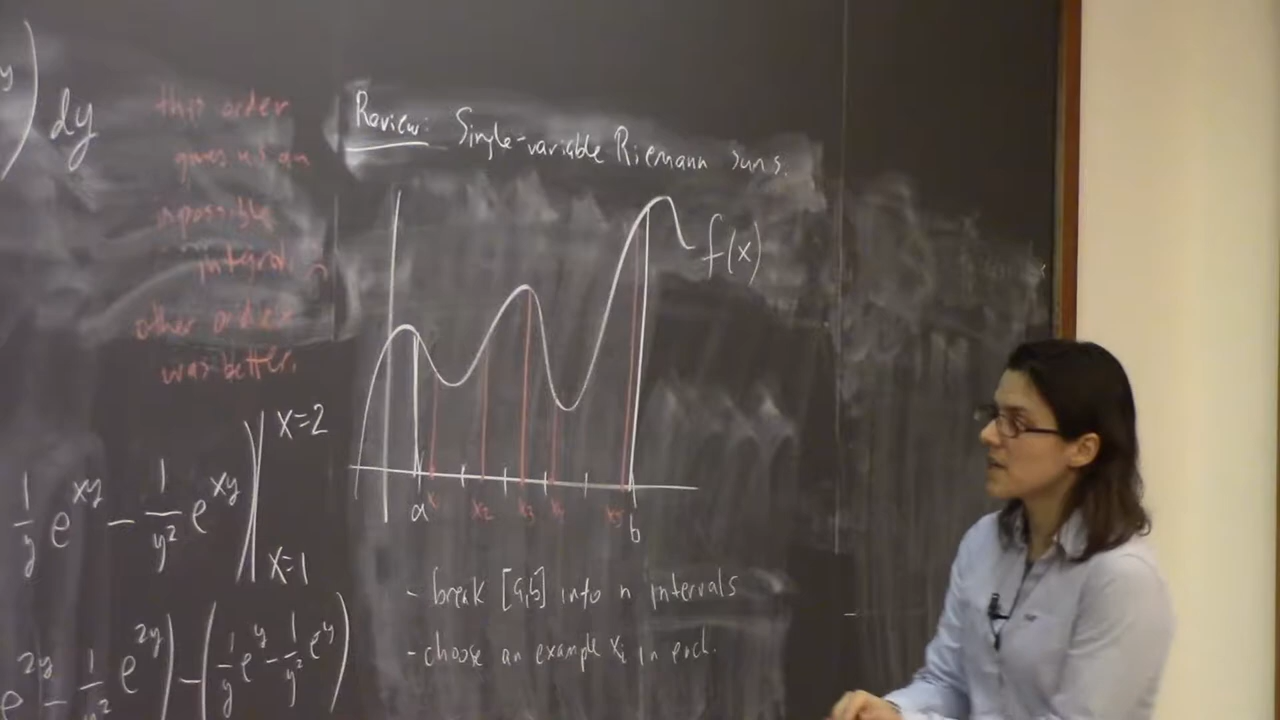 y) dy
this order
gives us an
impossible
integral
other order
was better.
1/y e^xy - 1/y² e^xy | x=2
x=1
e^2y - 1/y² e^2y) - (1/y e^y - 1/y² e^y)
Review: Single-variable Riemann sums.
f(x)
a x₁ x₂ x₃ x₄ x₅ b
- break [a,b] into n intervals
- choose an example xᵢ in each.